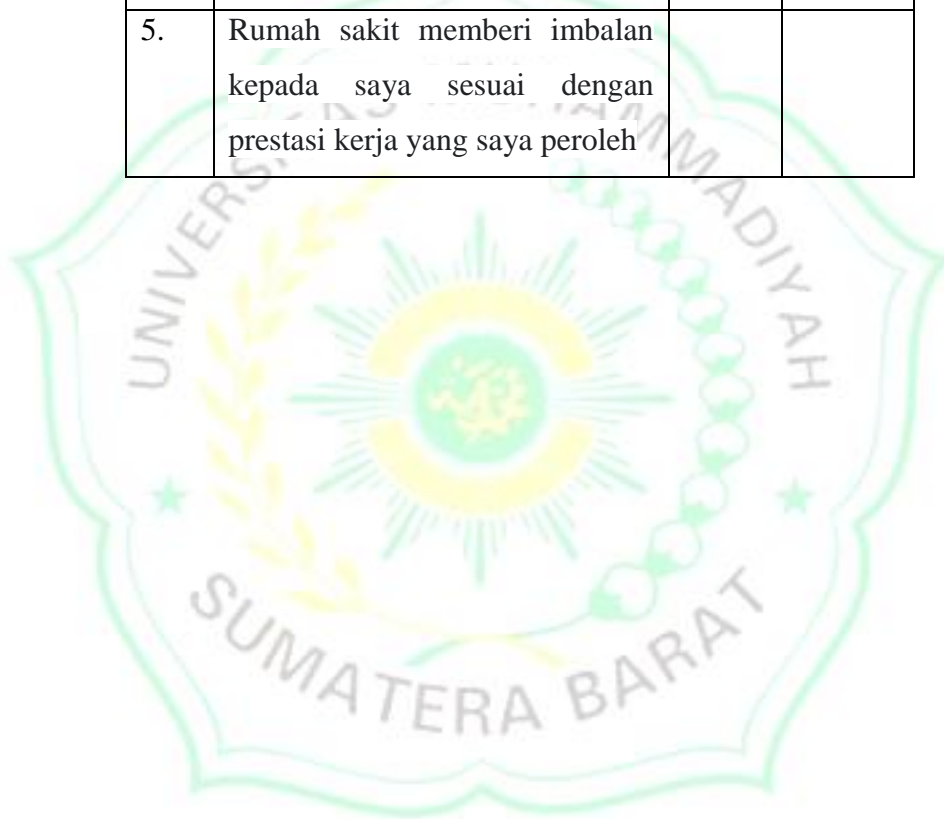 5. Rumah sakit memberi imbalan
kepada saya sesuai dengan
prestasi kerja yang saya peroleh
UNIVERSITAS MUHAMMADIYAH
SUMATERA BARAT